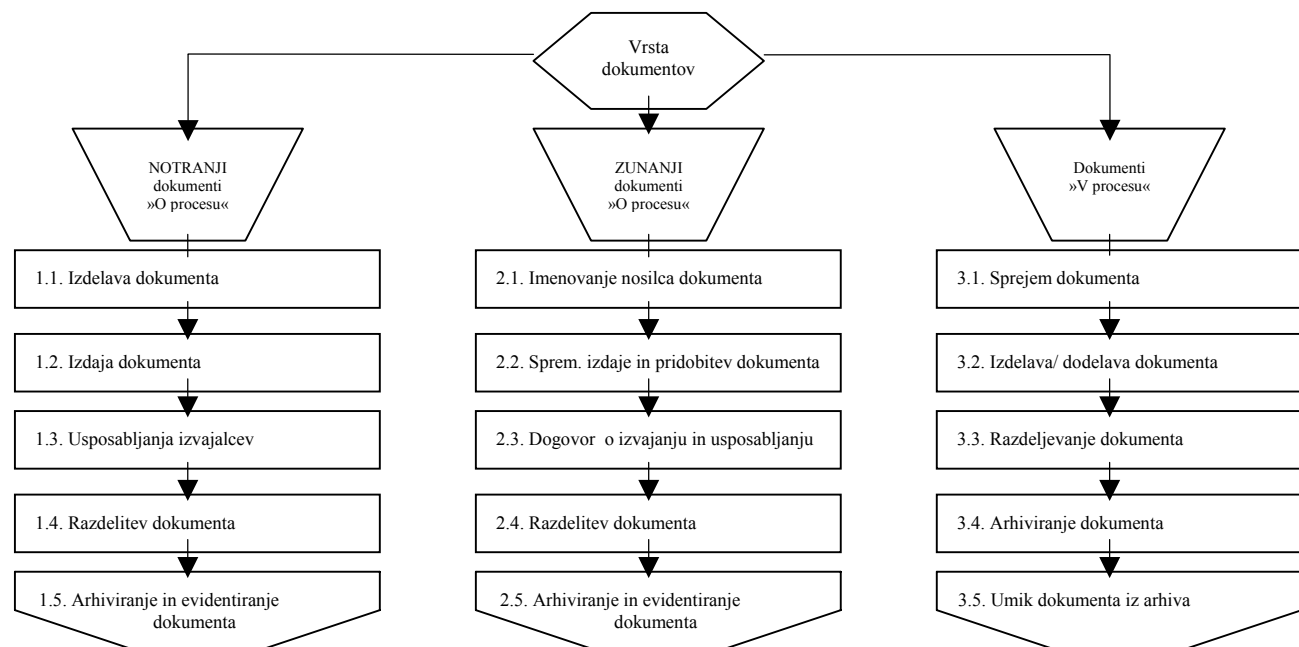 Vrsta
dokumentov
NOTRANJI
dokumenti
»O procesu«
1.1. Izdelava dokumenta
1.2. Izdaja dokumenta
1.3. Usposabljanja izvajalcev
1.4. Razdelitev dokumenta
1.5. Arhiviranje in evidentiranje
dokumenta
ZUNANJI
dokumenti
»O procesu«
2.1. Imenovanje nosilca dokumenta
2.2. Sprem. izdaje in pridobitev dokumenta
2.3. Dogovor o izvajanju in usposabljanju
2.4. Razdelitev dokumenta
2.5. Arhiviranje in evidentiranje
dokumenta
Dokumenti
»V procesu«
3.1. Sprejem dokumenta
3.2. Izdelava/ dodelava dokumenta
3.3. Razdeljevanje dokumenta
3.4. Arhiviranje dokumenta
3.5. Umik dokumenta iz arhiva